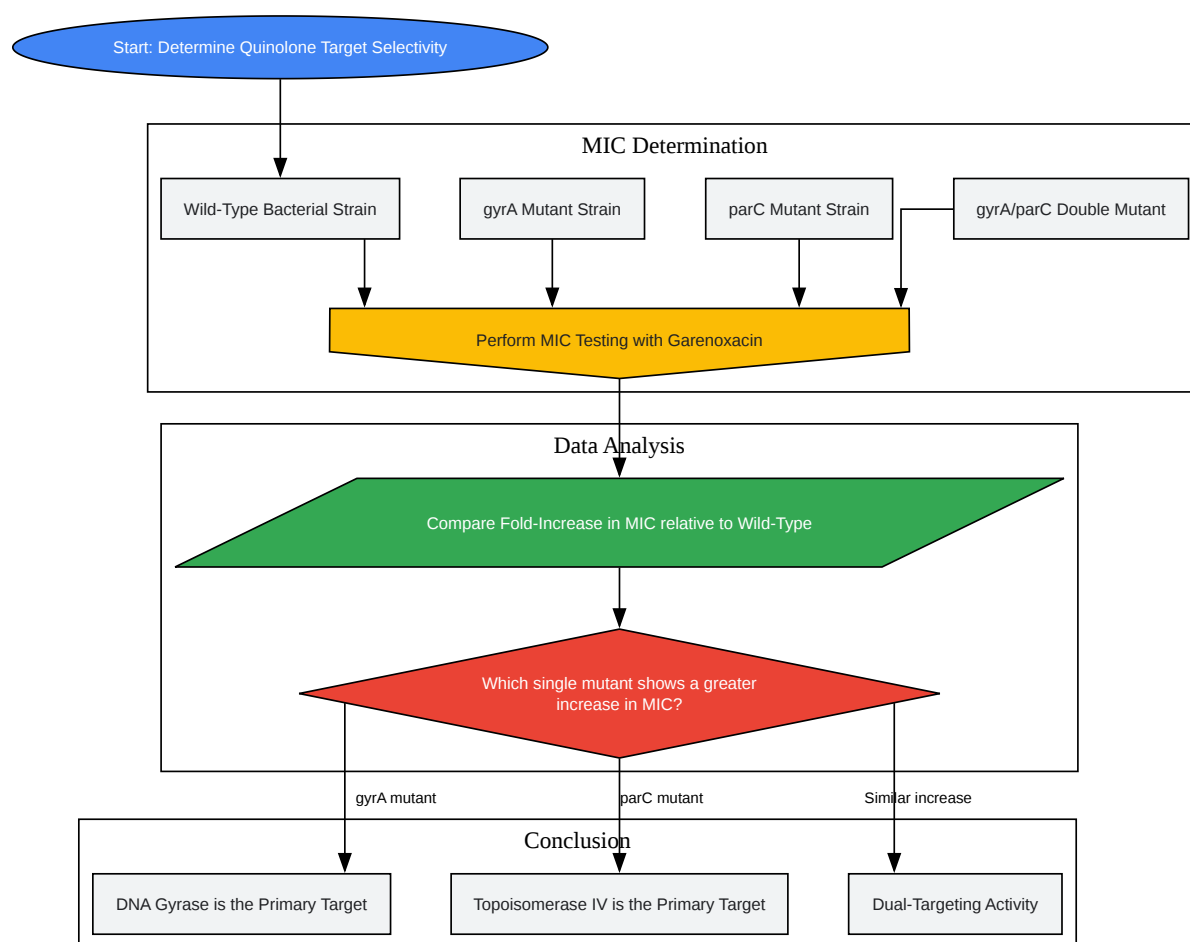 Start: Determine Quinolone Target Selectivity
MIC Determination
Wild-Type Bacterial Strain
gyrA Mutant Strain
parC Mutant Strain
gyrA/parC Double Mutant
Perform MIC Testing with Garenoxacin
Data Analysis
Compare Fold-Increase in MIC relative to Wild-Type
Which single mutant shows a greater
increase in MIC?
gyrA mutant
parC mutant
Similar increase
Conclusion
DNA Gyrase is the Primary Target
Topoisomerase IV is the Primary Target
Dual-Targeting Activity